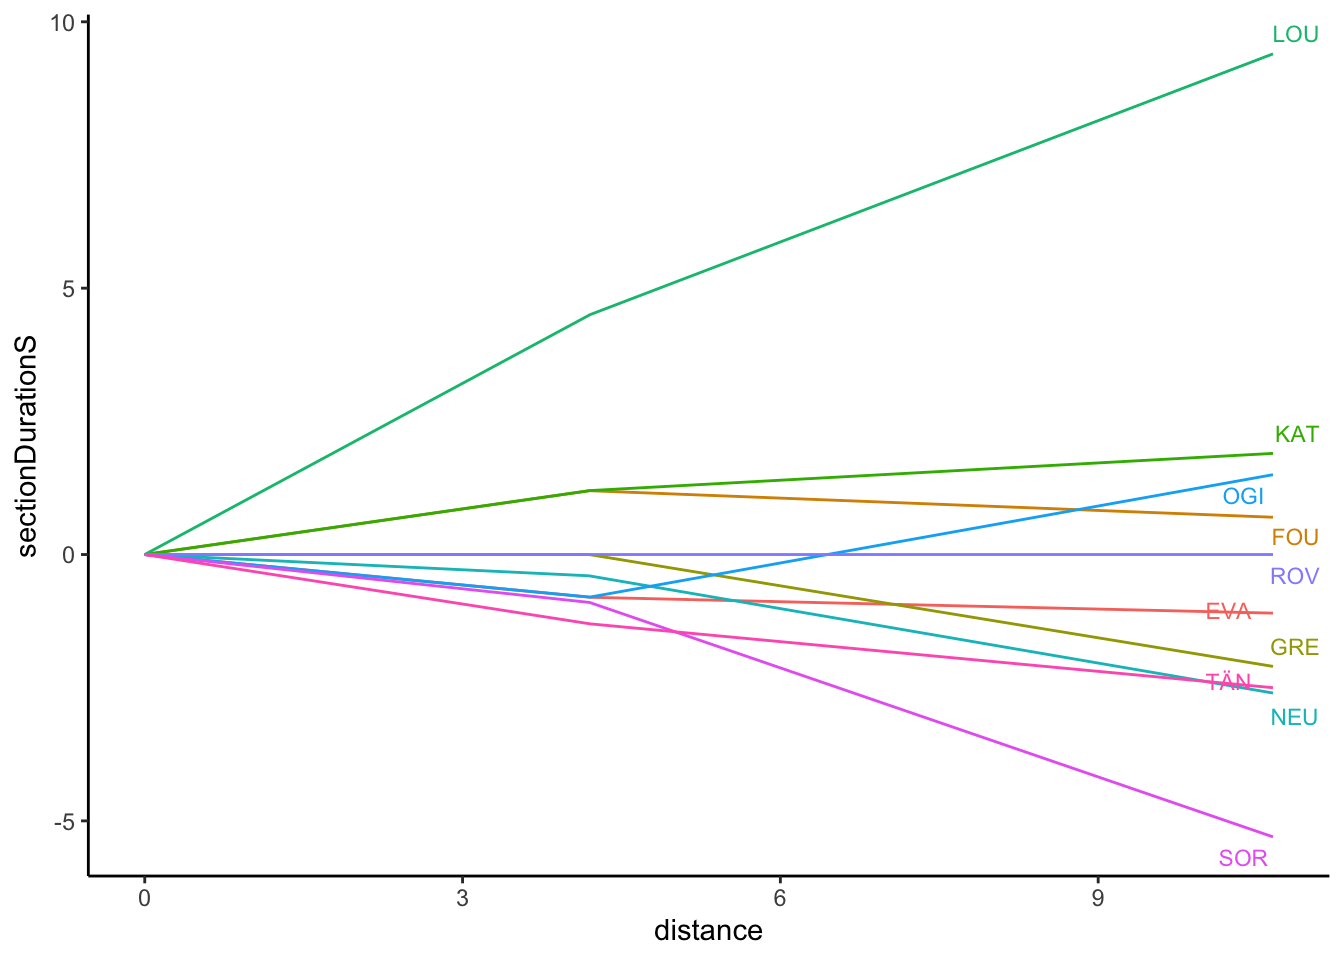 10
LOU
5
KAT
OGI
FOU
0
ROV
EVA
GRE
TÄN
NEU
-5
SOR
sectionDurationS
0 3 6 9
distance